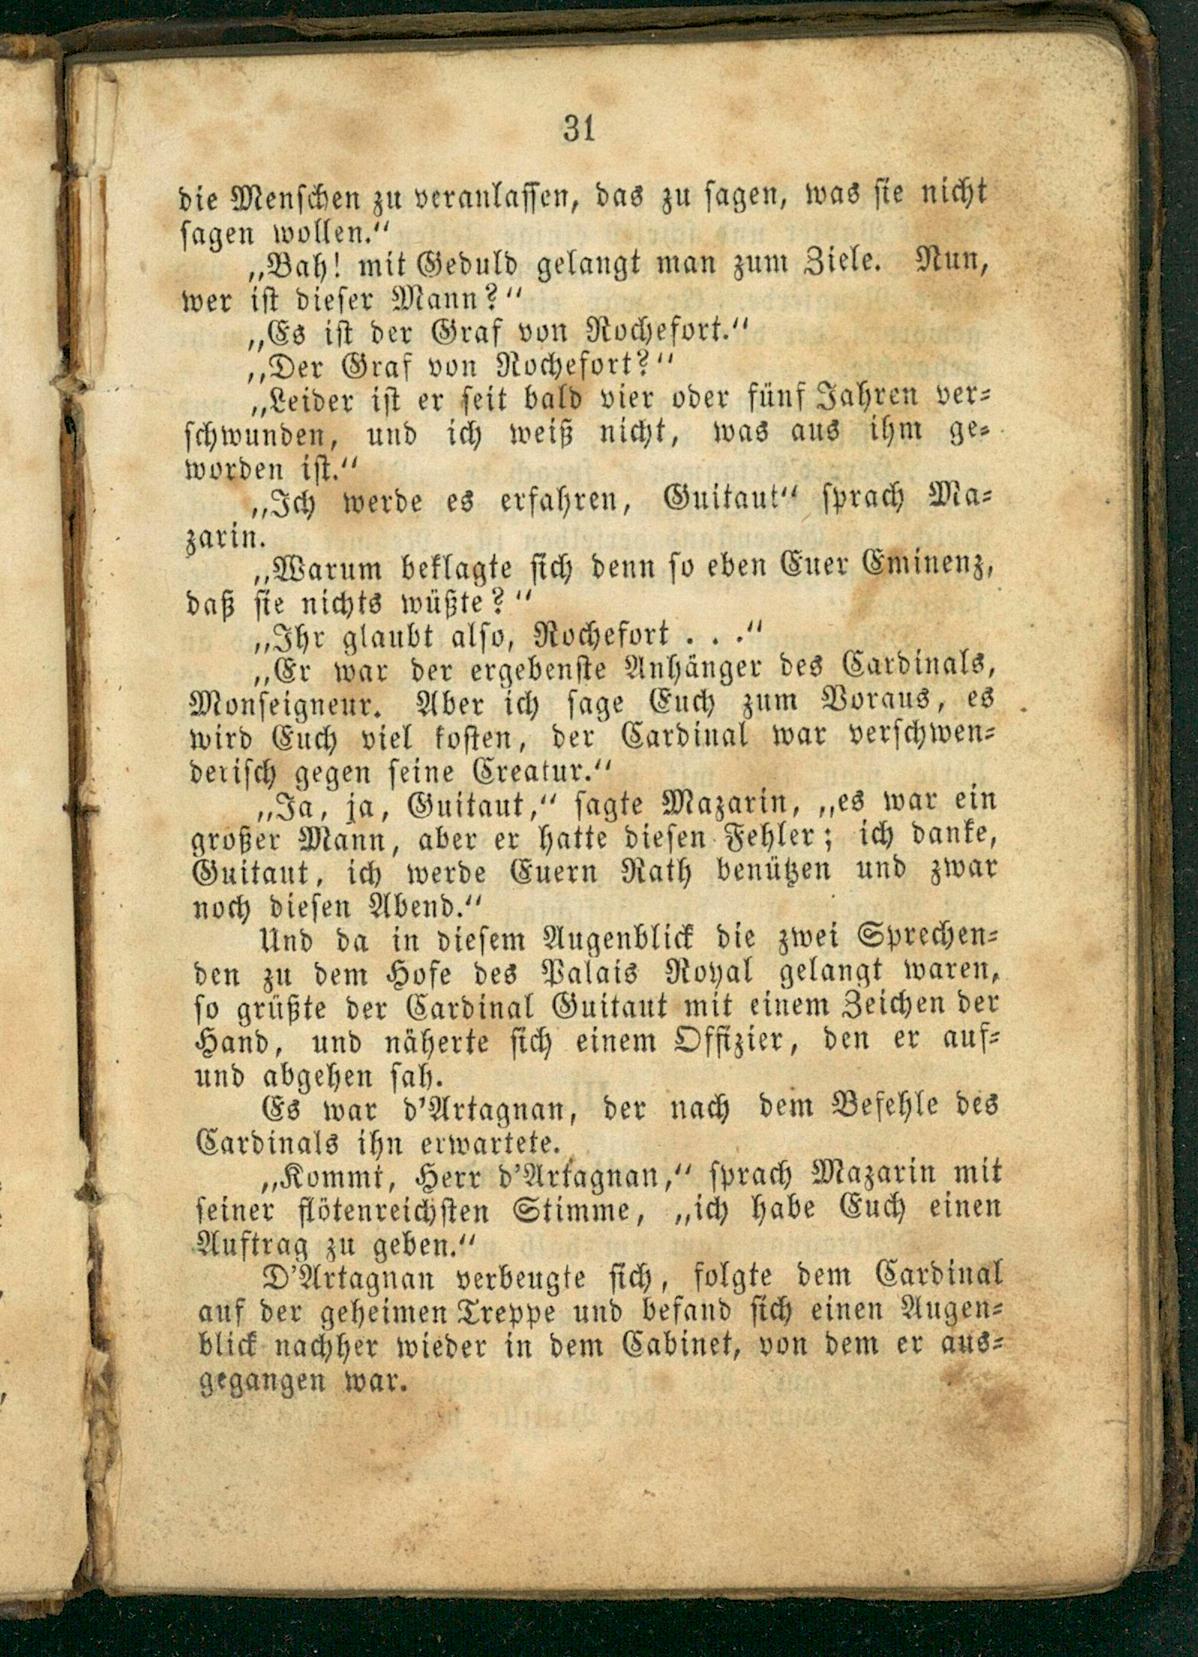 31
die Menschen zu veranlassen, das zu sagen, was sie nicht
sagen wollen.“
„Bah! mit Geduld gelangt man zum Ziele. Nun,
wer ist dieser Mann?“
„Es ist der Graf von Rochefort.“
„Der Graf von Rochefort?“
„Leider ist er seit bald vier oder fünf Jahren ver-
schwunden, und ich weiß nicht, was aus ihm ge-
worden ist.“
„Ich werde es erfahren, Guitaut“ sprach Ma-
zarin.
„Warum beklagte sich denn so eben Euer Eminenz,
daß sie nichts wüßte?“
„Ihr glaubt also, Rochefort . . .“
„Er war der ergebenste Anhänger des Cardinals,
Monseigneur. Aber ich sage Euch zum Voraus, es
wird Euch viel kosten, der Cardinal war verschwen-
derisch gegen seine Creatur.“
„Ja, ja, Guitaut,“ sagte Mazarin, „es war ein
großer Mann, aber er hatte diesen Fehler; ich danke,
Guitaut, ich werde Euern Rath benützen und zwar
noch diesen Abend.“
Und da in diesem Augenblick die zwei Sprechen-
den zu dem Hofe des Palais Royal gelangt waren,
so grüßte der Cardinal Guitaut mit einem Zeichen der
Hand, und näherte sich einem Offizier, den er auf-
und abgehen sah.
Es war d'Artagnan, der nach dem Befehle des
Cardinals ihn erwartete.
„Kommt, Herr d'Artagnan,“ sprach Mazarin mit
seiner flötenreichsten Stimme, „ich habe Euch einen
Auftrag zu geben.“
D'Artagnan verbeugte sich, folgte dem Cardinal
auf der geheimen Treppe und befand sich einen Augen-
blick nachher wieder in dem Cabinet, von dem er aus-
gegangen war.